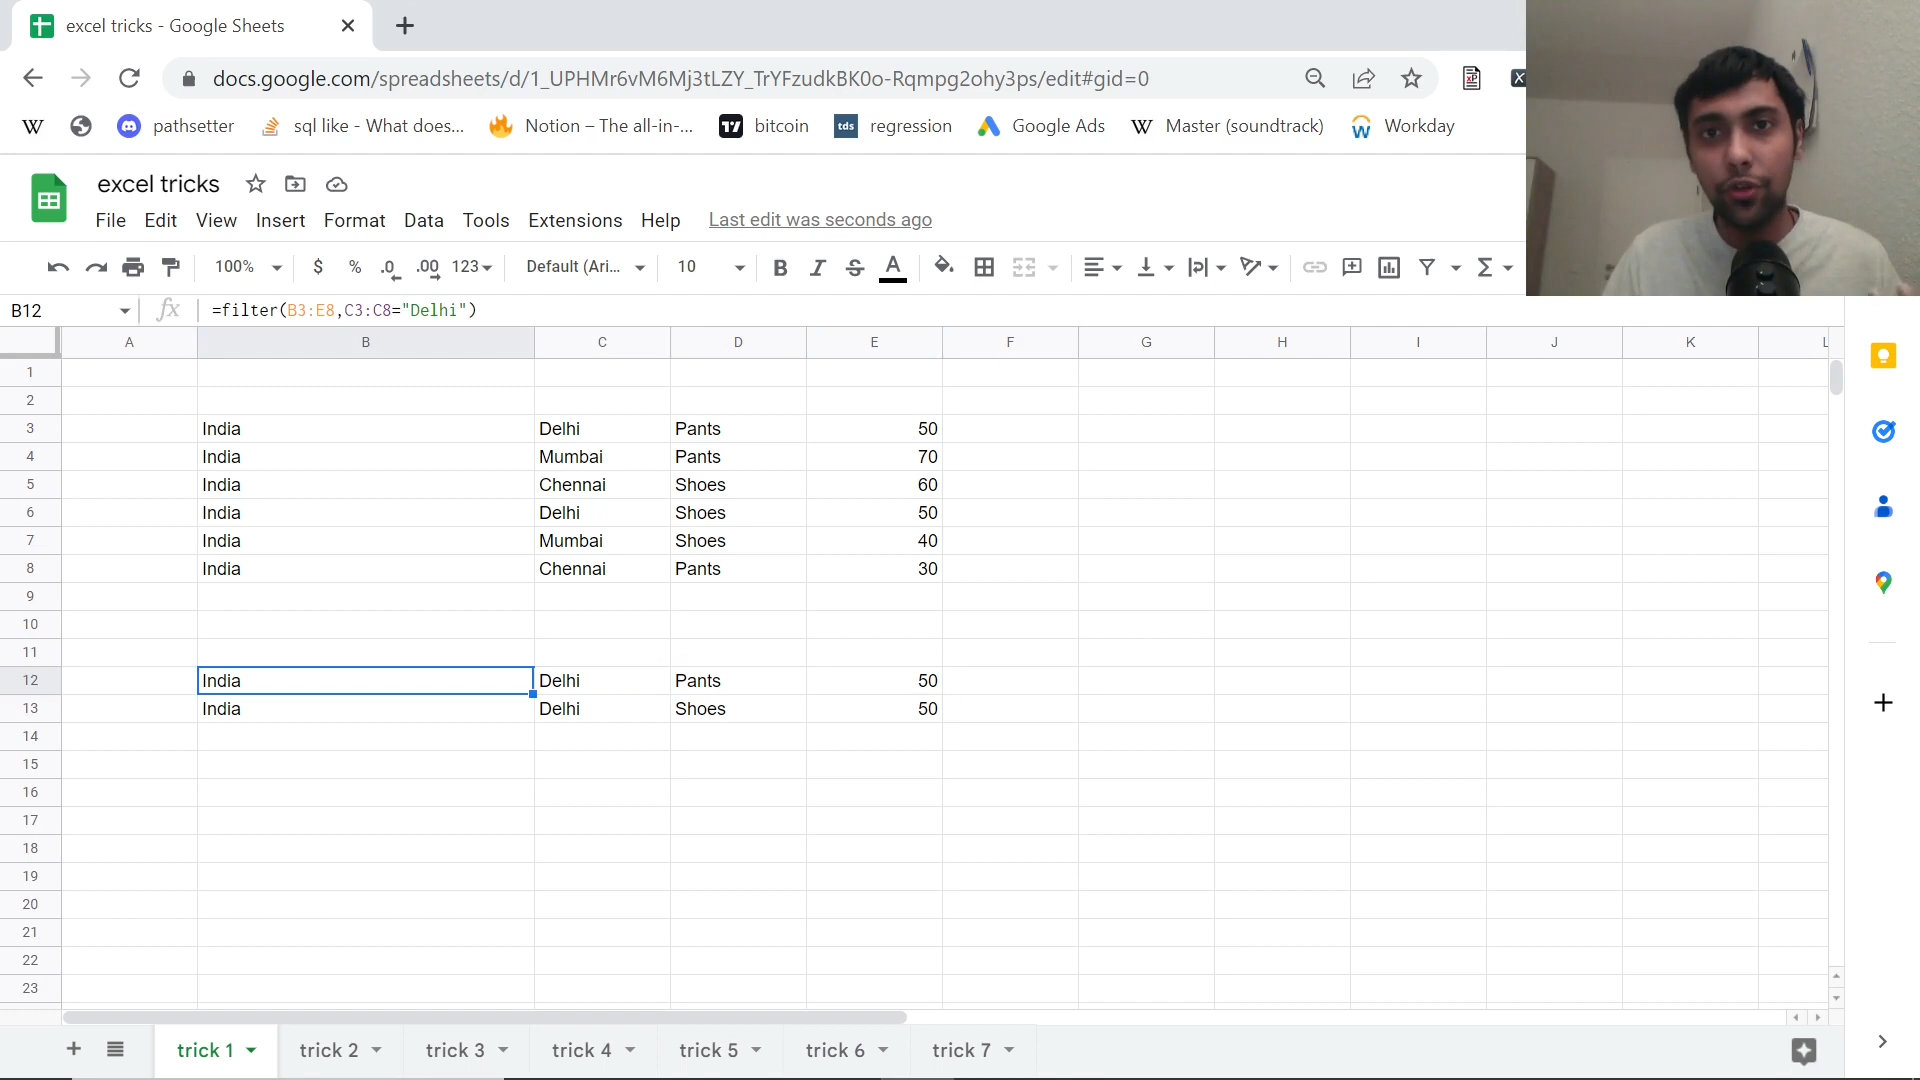 excel tricks - Google Sheets
docs.google.com/spreadsheets/d/1_UPHMr6vM6Mj3tLZY_TrYFzudkBK0o-Rqmpg2ohy3ps/edit#gid=0
W pathsetter sql like - What does... Notion – The all-in-... 17 bitcoin tds regression Google Ads W Master (soundtrack) Workday
excel tricks
File Edit View Insert Format Data Tools Extensions Help Last edit was seconds ago
100% $ % .0 .00 123 Default (Ari... 10 B I S A Σ
B12 fx =filter(B3:E8,C3:C8="Delhi")
A B C D E F G H I J K L
1
2
3 India Delhi Pants 50
4 India Mumbai Pants 70
5 India Chennai Shoes 60
6 India Delhi Shoes 50
7 India Mumbai Shoes 40
8 India Chennai Pants 30
9
10
11
12 India Delhi Pants 50
13 India Delhi Shoes 50
14
15
16
17
18
19
20
21
22
23
trick 1 trick 2 trick 3 trick 4 trick 5 trick 6 trick 7